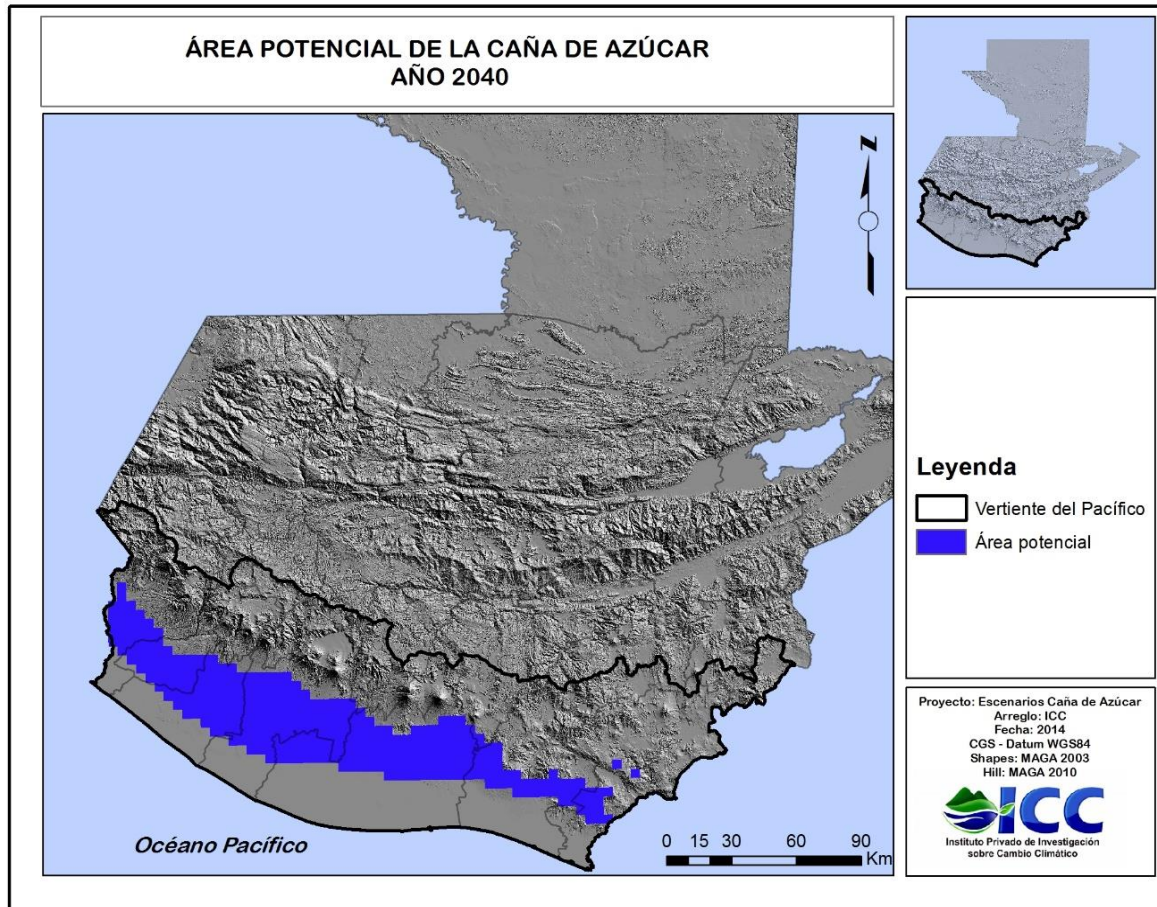 ÁREA POTENCIAL DE LA CAÑA DE AZÚCAR
AÑO 2040
N
Océano Pacífico
0 15 30 60 90
Km
Leyenda
Vertiente del Pacífico
Área potencial
Proyecto: Escenarios Caña de Azúcar
Arreglo: ICC
Fecha: 2014
CGS - Datum WGS84
Shapes: MAGA 2003
Hill: MAGA 2010
ICC
Instituto Privado de Investigación
sobre Cambio Climático